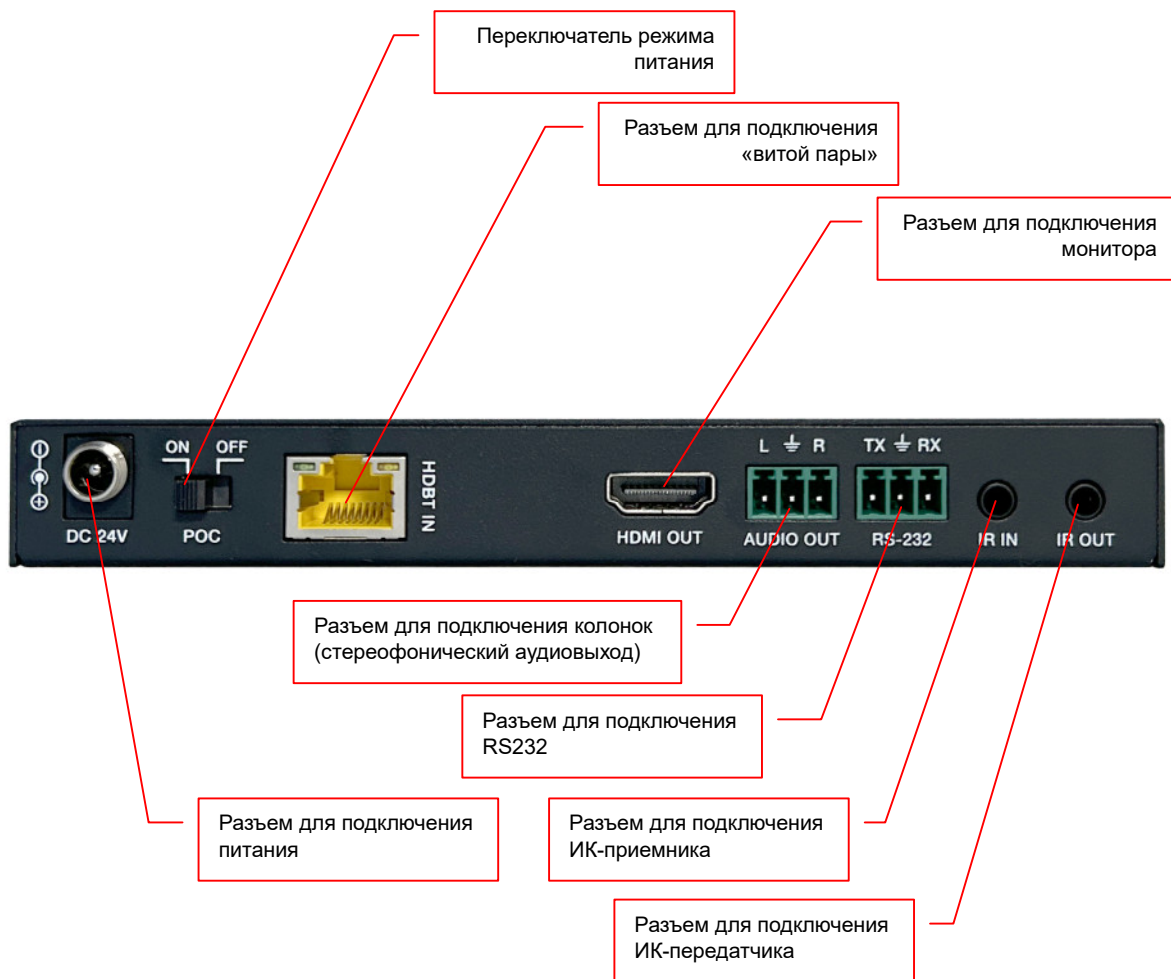 Переключатель режима
питания
Разъем для подключения
«витой пары»
Разъем для подключения
монитора
ON OFF
DC 24V
POC
HDBT IN
HDMI OUT
L R
AUDIO OUT
TX RX
RS-232
IR IN
IR OUT
Разъем для подключения колонок
(стереофонический аудиовыход)
Разъем для подключения
RS232
Разъем для подключения
питания
Разъем для подключения
ИК-приемника
Разъем для подключения
ИК-передатчика